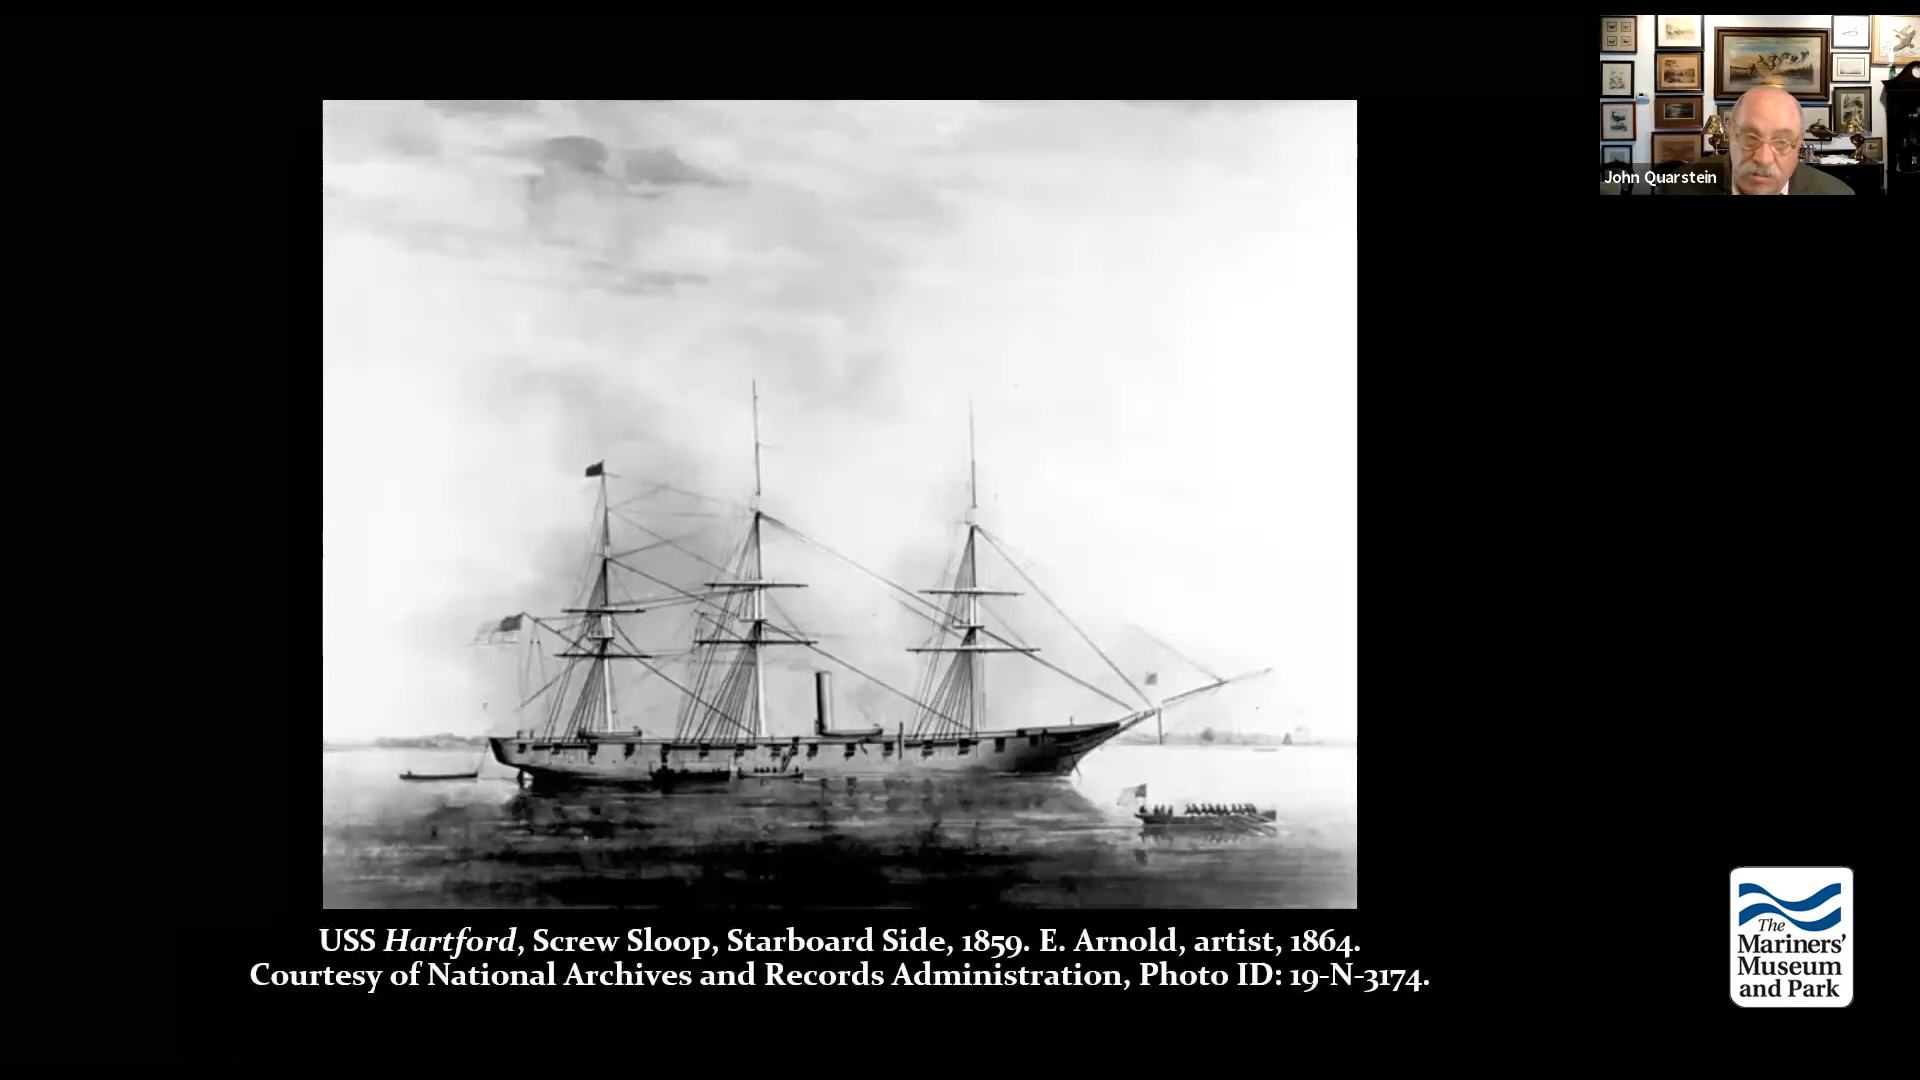 John Quarstein
USS Hartford, Screw Sloop, Starboard Side, 1859. E. Arnold, artist, 1864.
Courtesy of National Archives and Records Administration, Photo ID: 19-N-3174.
The
Mariners'
Museum
and Park